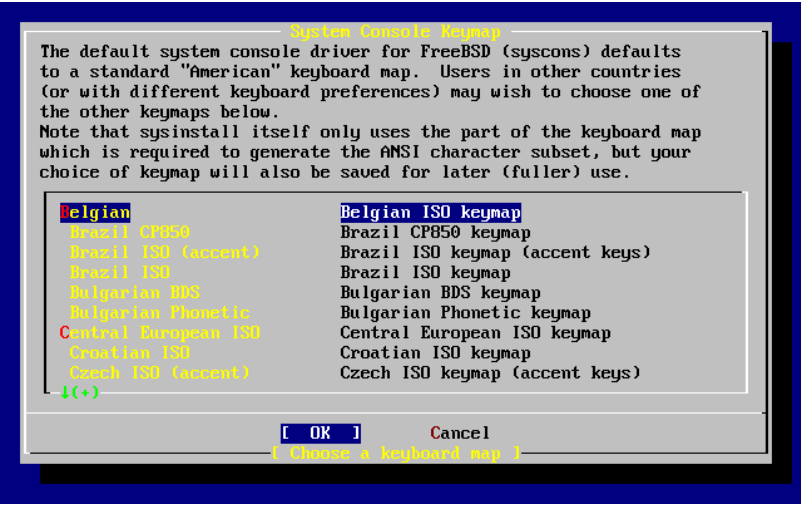 System Console Keymap
The default system console driver for FreeBSD (syscons) defaults
to a standard "American" keyboard map.  Users in other countries
(or with different keyboard preferences) may wish to choose one of
the other keymaps below.
Note that sysinstall itself only uses the part of the keyboard map
which is required to generate the ANSI character subset, but your
choice of keymap will also be saved for later (fuller) use.
Belgian Belgian ISO keymap
Brazil CP850 Brazil CP850 keymap
Brazil ISO (accent) Brazil ISO keymap (accent keys)
Brazil ISO Brazil ISO keymap
Bulgarian BDS Bulgarian BDS keymap
Bulgarian Phonetic Bulgarian Phonetic keymap
Central European ISO Central European ISO keymap
Croatian ISO Croatian ISO keymap
Czech ISO (accent) Czech ISO keymap (accent keys)
↓(+)
[ OK ] Cancel
[ Choose a keyboard map ]